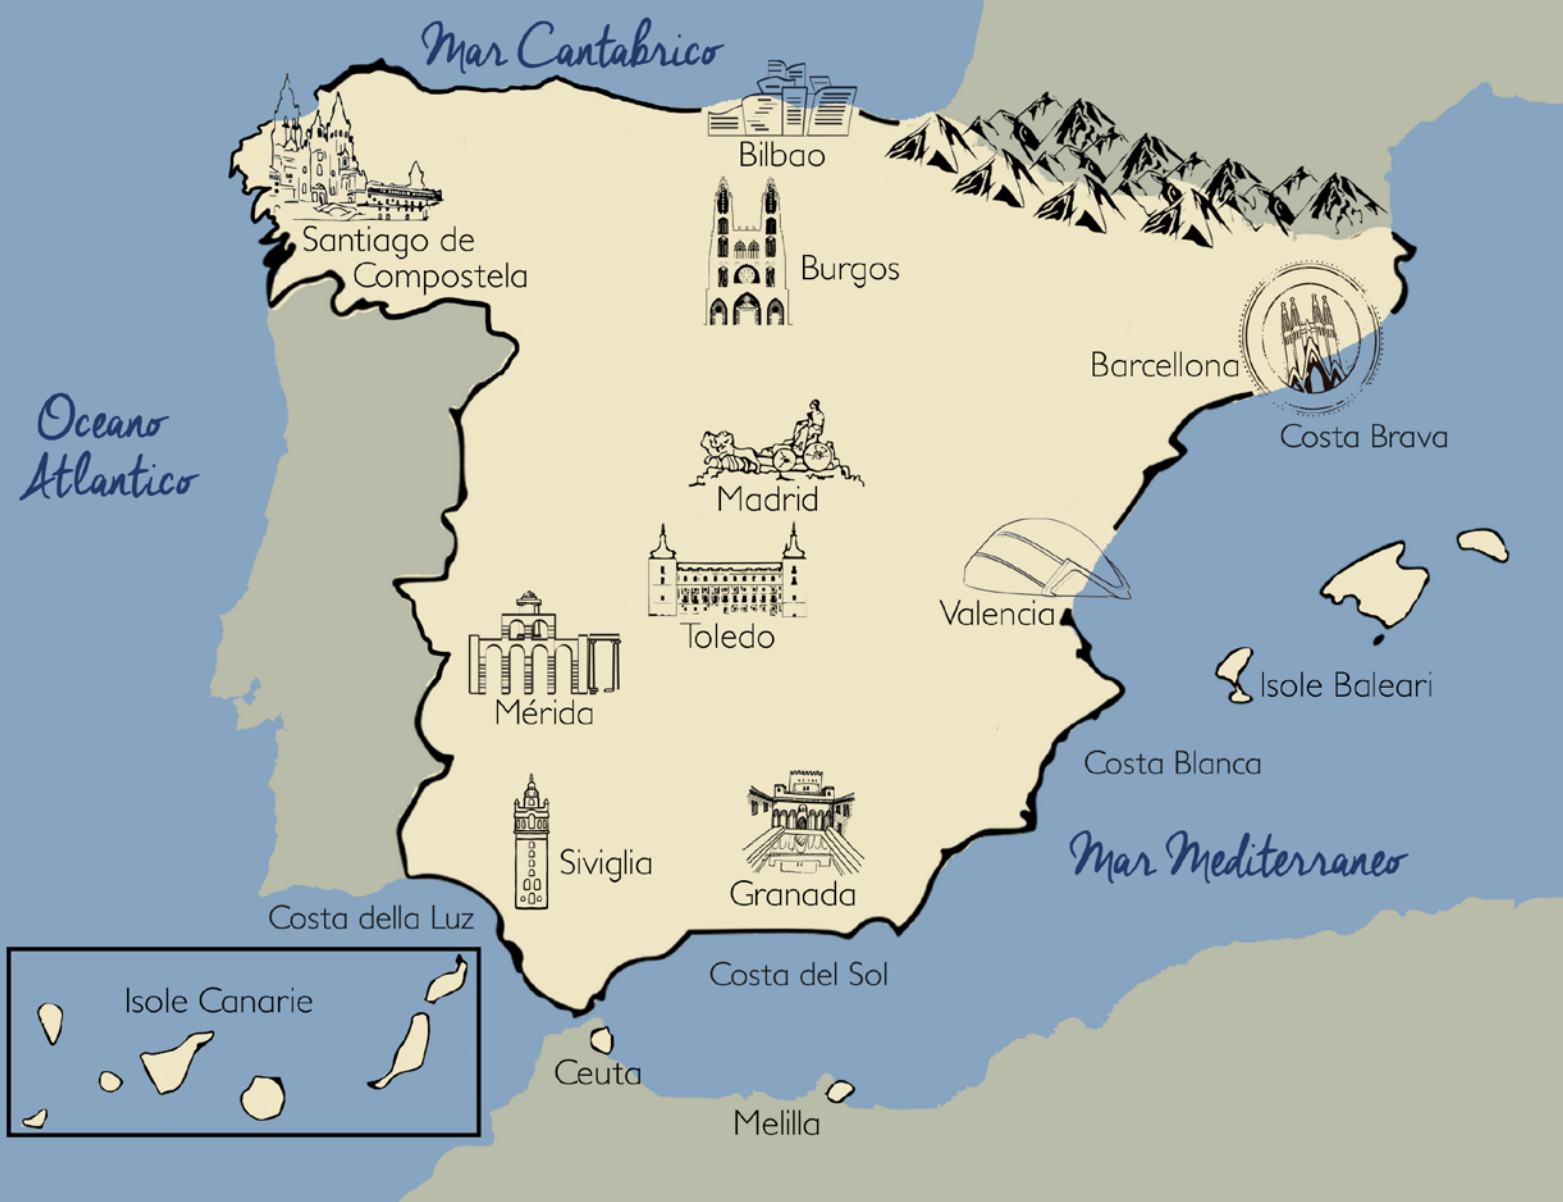 Mar Cantabrico
Bilbao
Santiago de
Compostela
Burgos
Barcellona
Oceano
Atlantico
Costa Brava
Madrid
Valencia
Toledo
Isole Baleari
Mérida
Costa Blanca
Mar Mediterraneo
Siviglia
Granada
Costa della Luz
Costa del Sol
Isole Canarie
Ceuta
Melilla